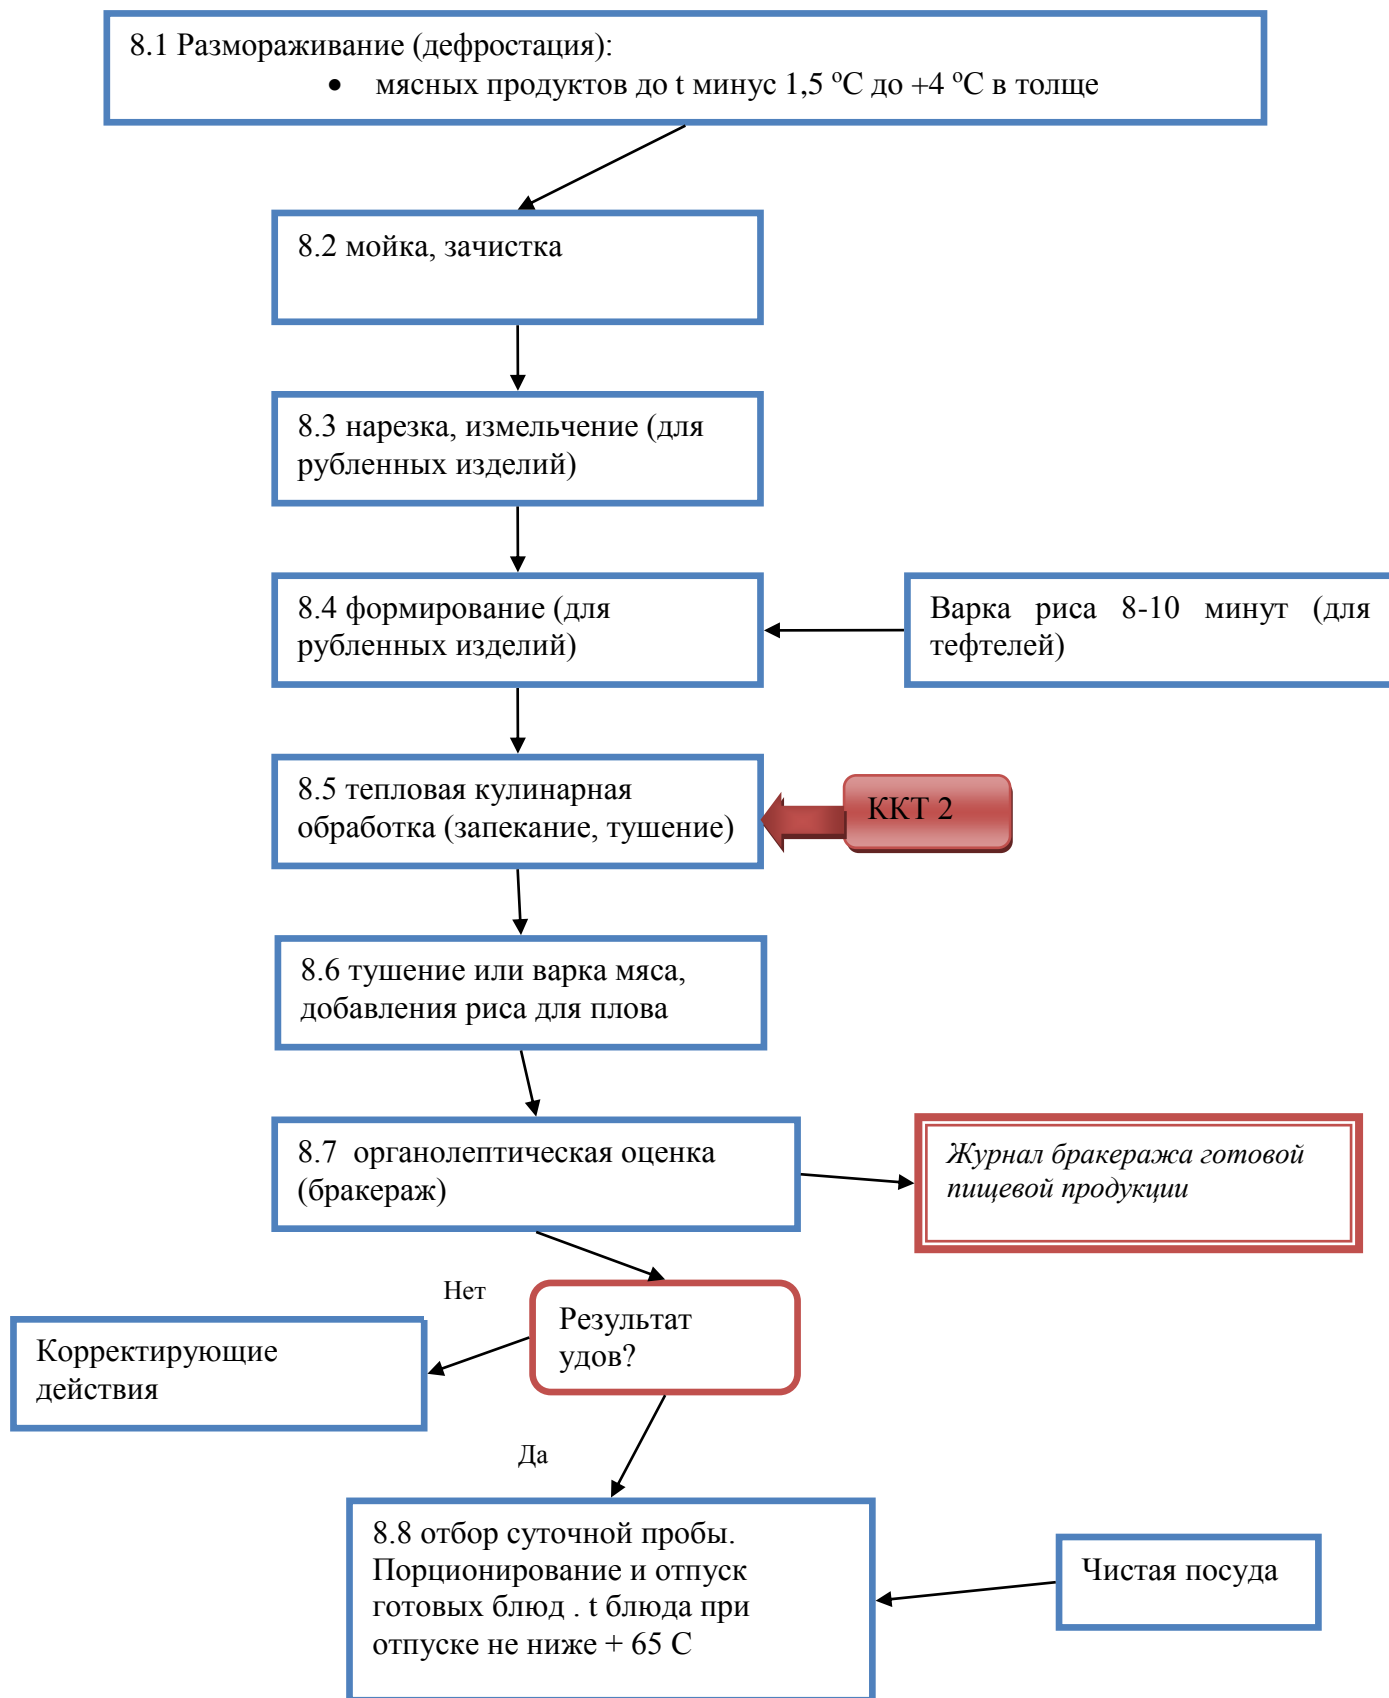 8.1 Размораживание (дефростация):
• мясных продуктов до t минус 1,5 °С до +4 °С в толще
8.2 мойка, зачистка
8.3 нарезка, измельчение (для
рубленных изделий)
8.4 формирование (для
рубленных изделий)
Варка риса 8-10 минут (для
тефтелей)
8.5 тепловая кулинарная
обработка (запекание, тушение)
ККТ 2
8.6 тушение или варка мяса,
добавления риса для плова
8.7 органолептическая оценка
(бракераж)
Журнал бракеража готовой
пищевой продукции
Нет
Результат
удов?
Корректирующие
действия
Да
8.8 отбор суточной пробы.
Порционирование и отпуск
готовых блюд . t блюда при
отпуске не ниже + 65 С
Чистая посуда